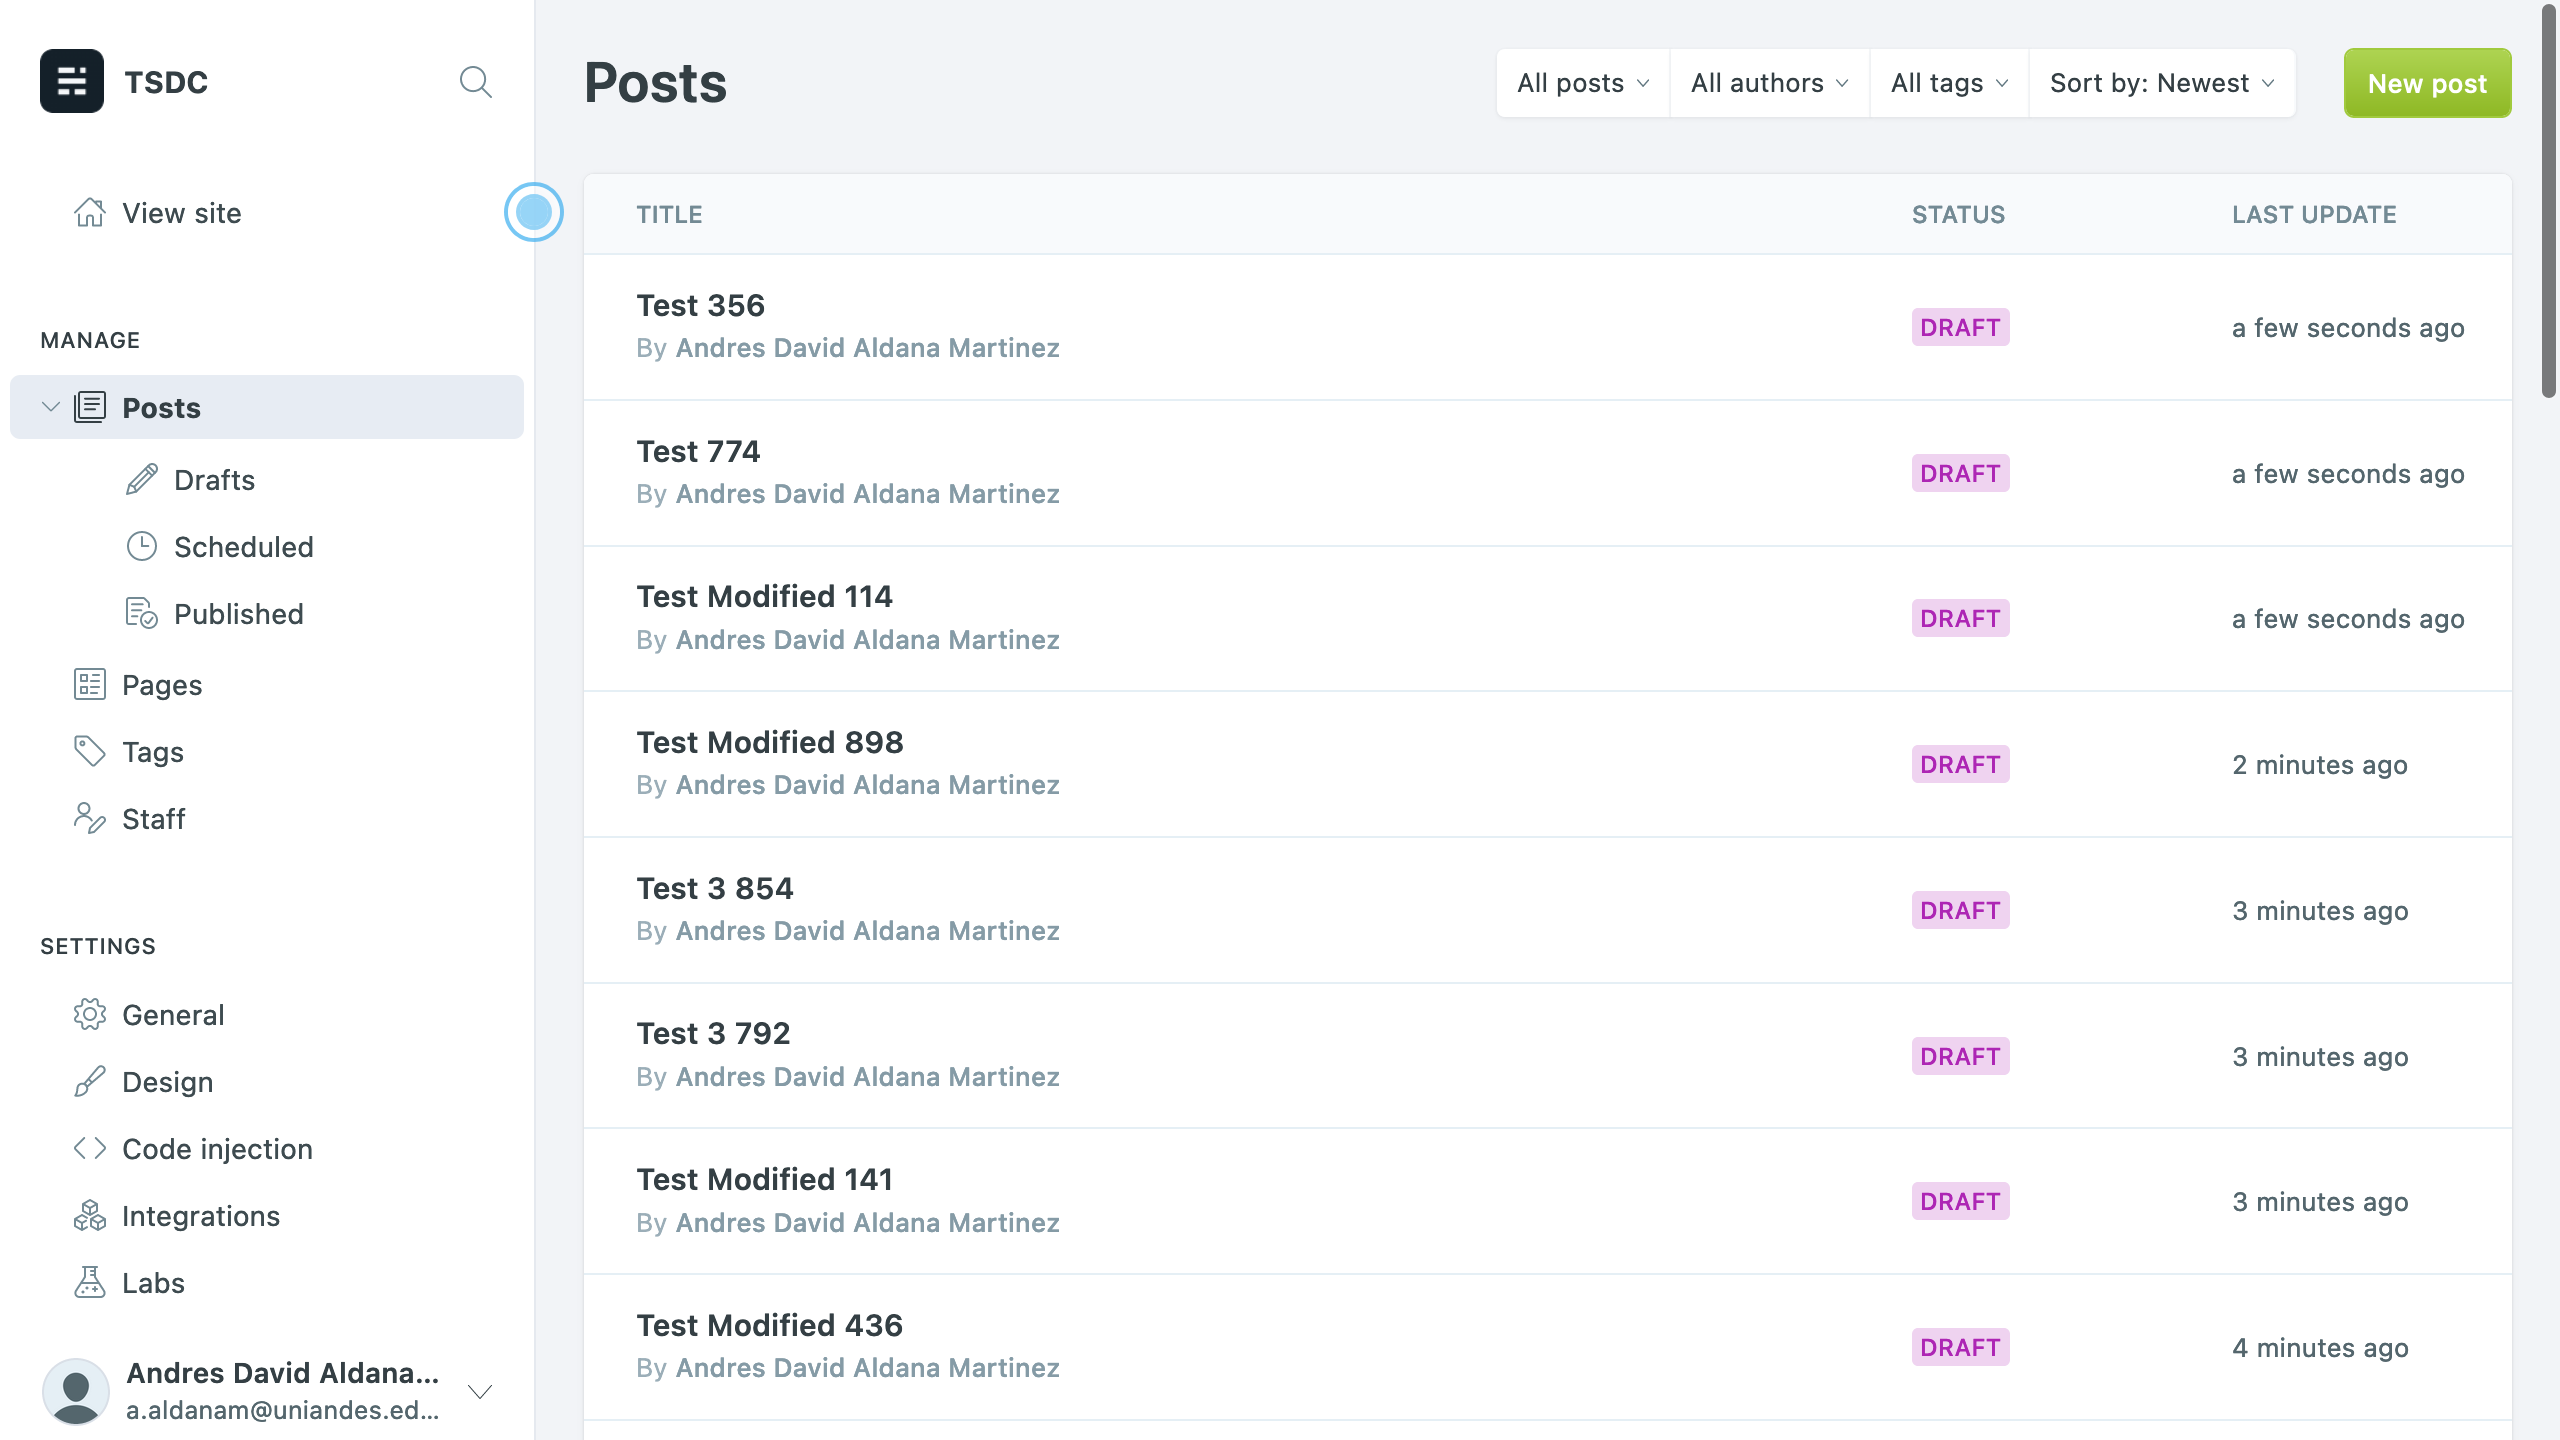 TSDC
View site
MANAGE
Posts
Drafts
Scheduled
Published
Pages
Tags
Staff
SETTINGS
General
Design
Code injection
Integrations
Labs
Andres David Aldana...
a.aldanam@uniandes.ed...
Posts
All posts
All authors
All tags
Sort by: Newest
New post
TITLE STATUS LAST UPDATE
Test 356
By Andres David Aldana Martinez
DRAFT
a few seconds ago
Test 774
By Andres David Aldana Martinez
DRAFT
a few seconds ago
Test Modified 114
By Andres David Aldana Martinez
DRAFT
a few seconds ago
Test Modified 898
By Andres David Aldana Martinez
DRAFT
2 minutes ago
Test 3 854
By Andres David Aldana Martinez
DRAFT
3 minutes ago
Test 3 792
By Andres David Aldana Martinez
DRAFT
3 minutes ago
Test Modified 141
By Andres David Aldana Martinez
DRAFT
3 minutes ago
Test Modified 436
By Andres David Aldana Martinez
DRAFT
4 minutes ago